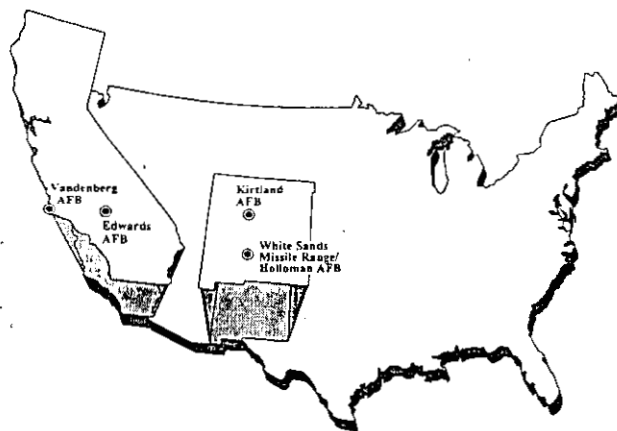 Vandenberg
AFB
Edwards
AFB
Kirtland
AFB
White Sands
Missile Range/
Holloman AFB